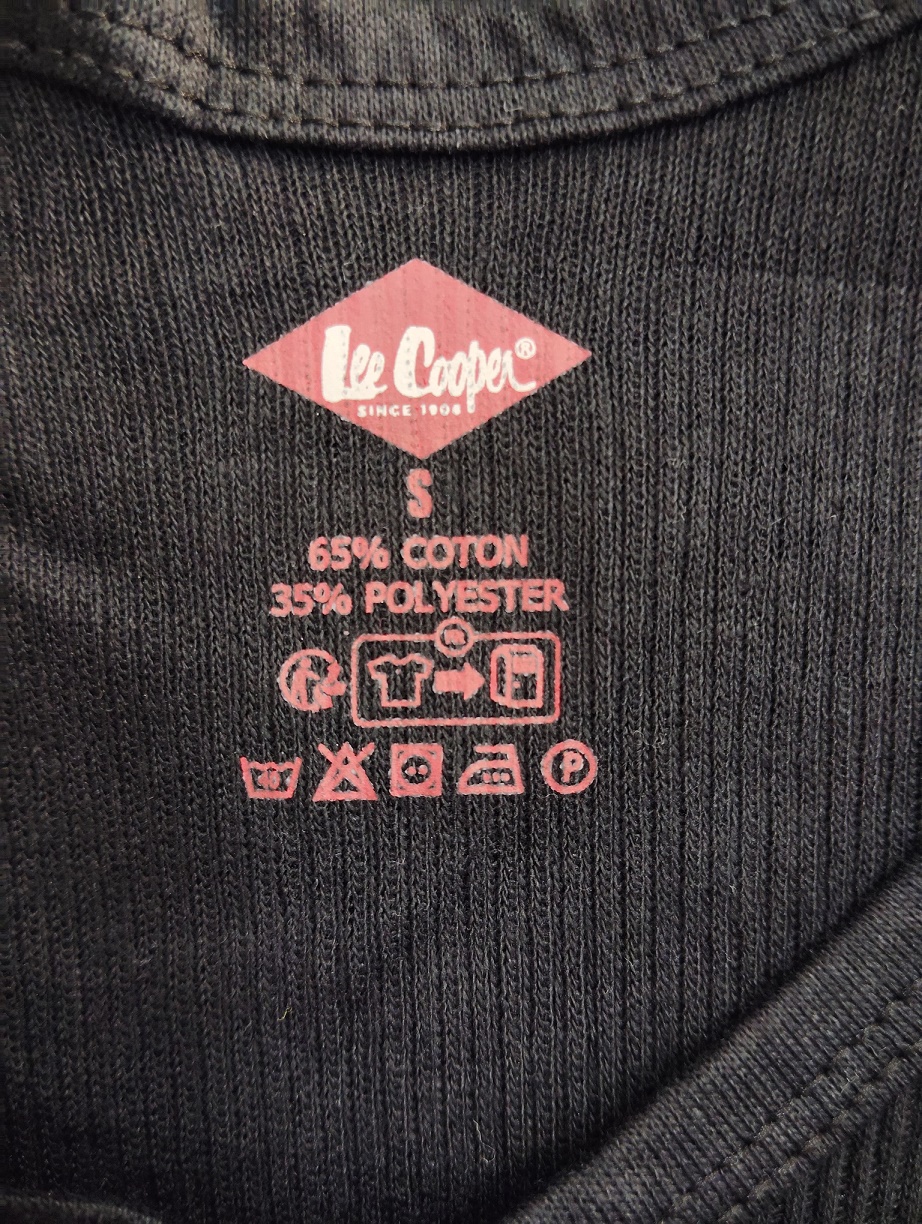 Lee Cooper®
SINCE 1908
S
65% COTON
35% POLYESTER
P